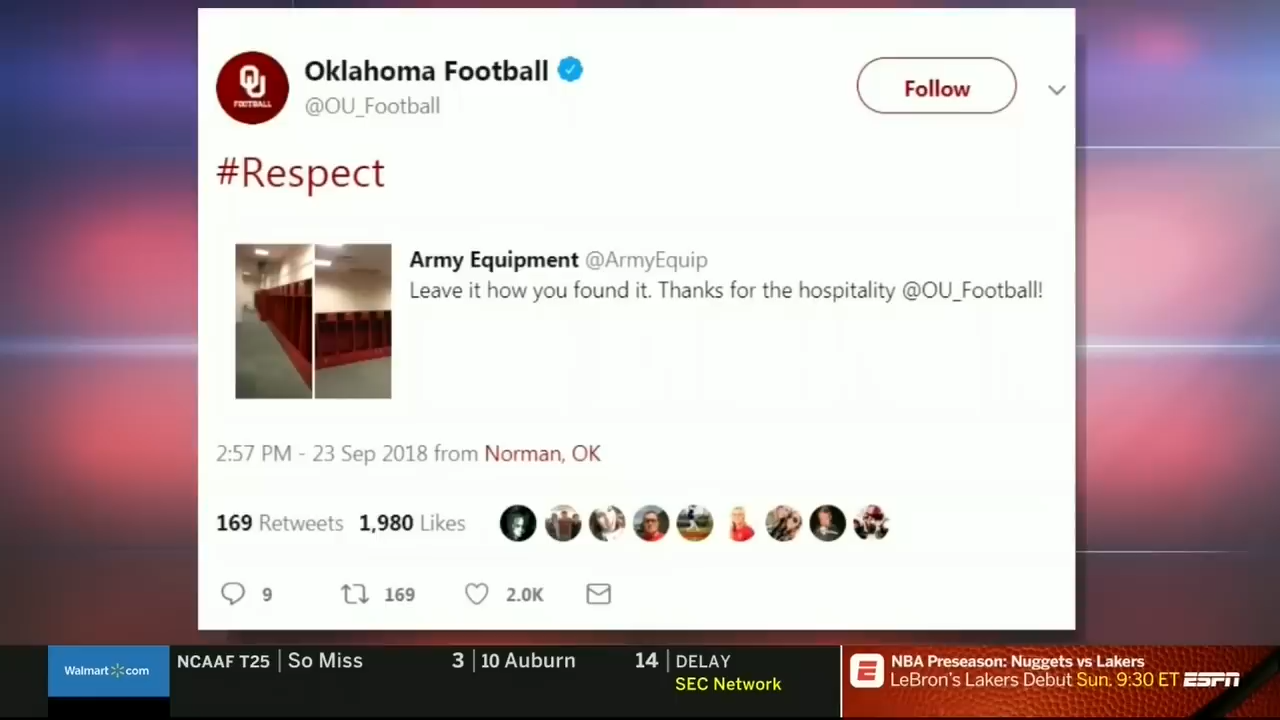 Oklahoma Football
@OU_Football
Follow
OU
FOOTBALL
#Respect
Army Equipment @ArmyEquip
Leave it how you found it. Thanks for the hospitality @OU_Football!
2:57 PM - 23 Sep 2018 from Norman, OK
169 Retweets 1,980 Likes
9 169 2.0K
Walmart.com
NCAAF T25 So Miss 3 10 Auburn 14 DELAY
SEC Network
NBA Preseason: Nuggets vs Lakers
LeBron's Lakers Debut Sun. 9:30 ET ESPN